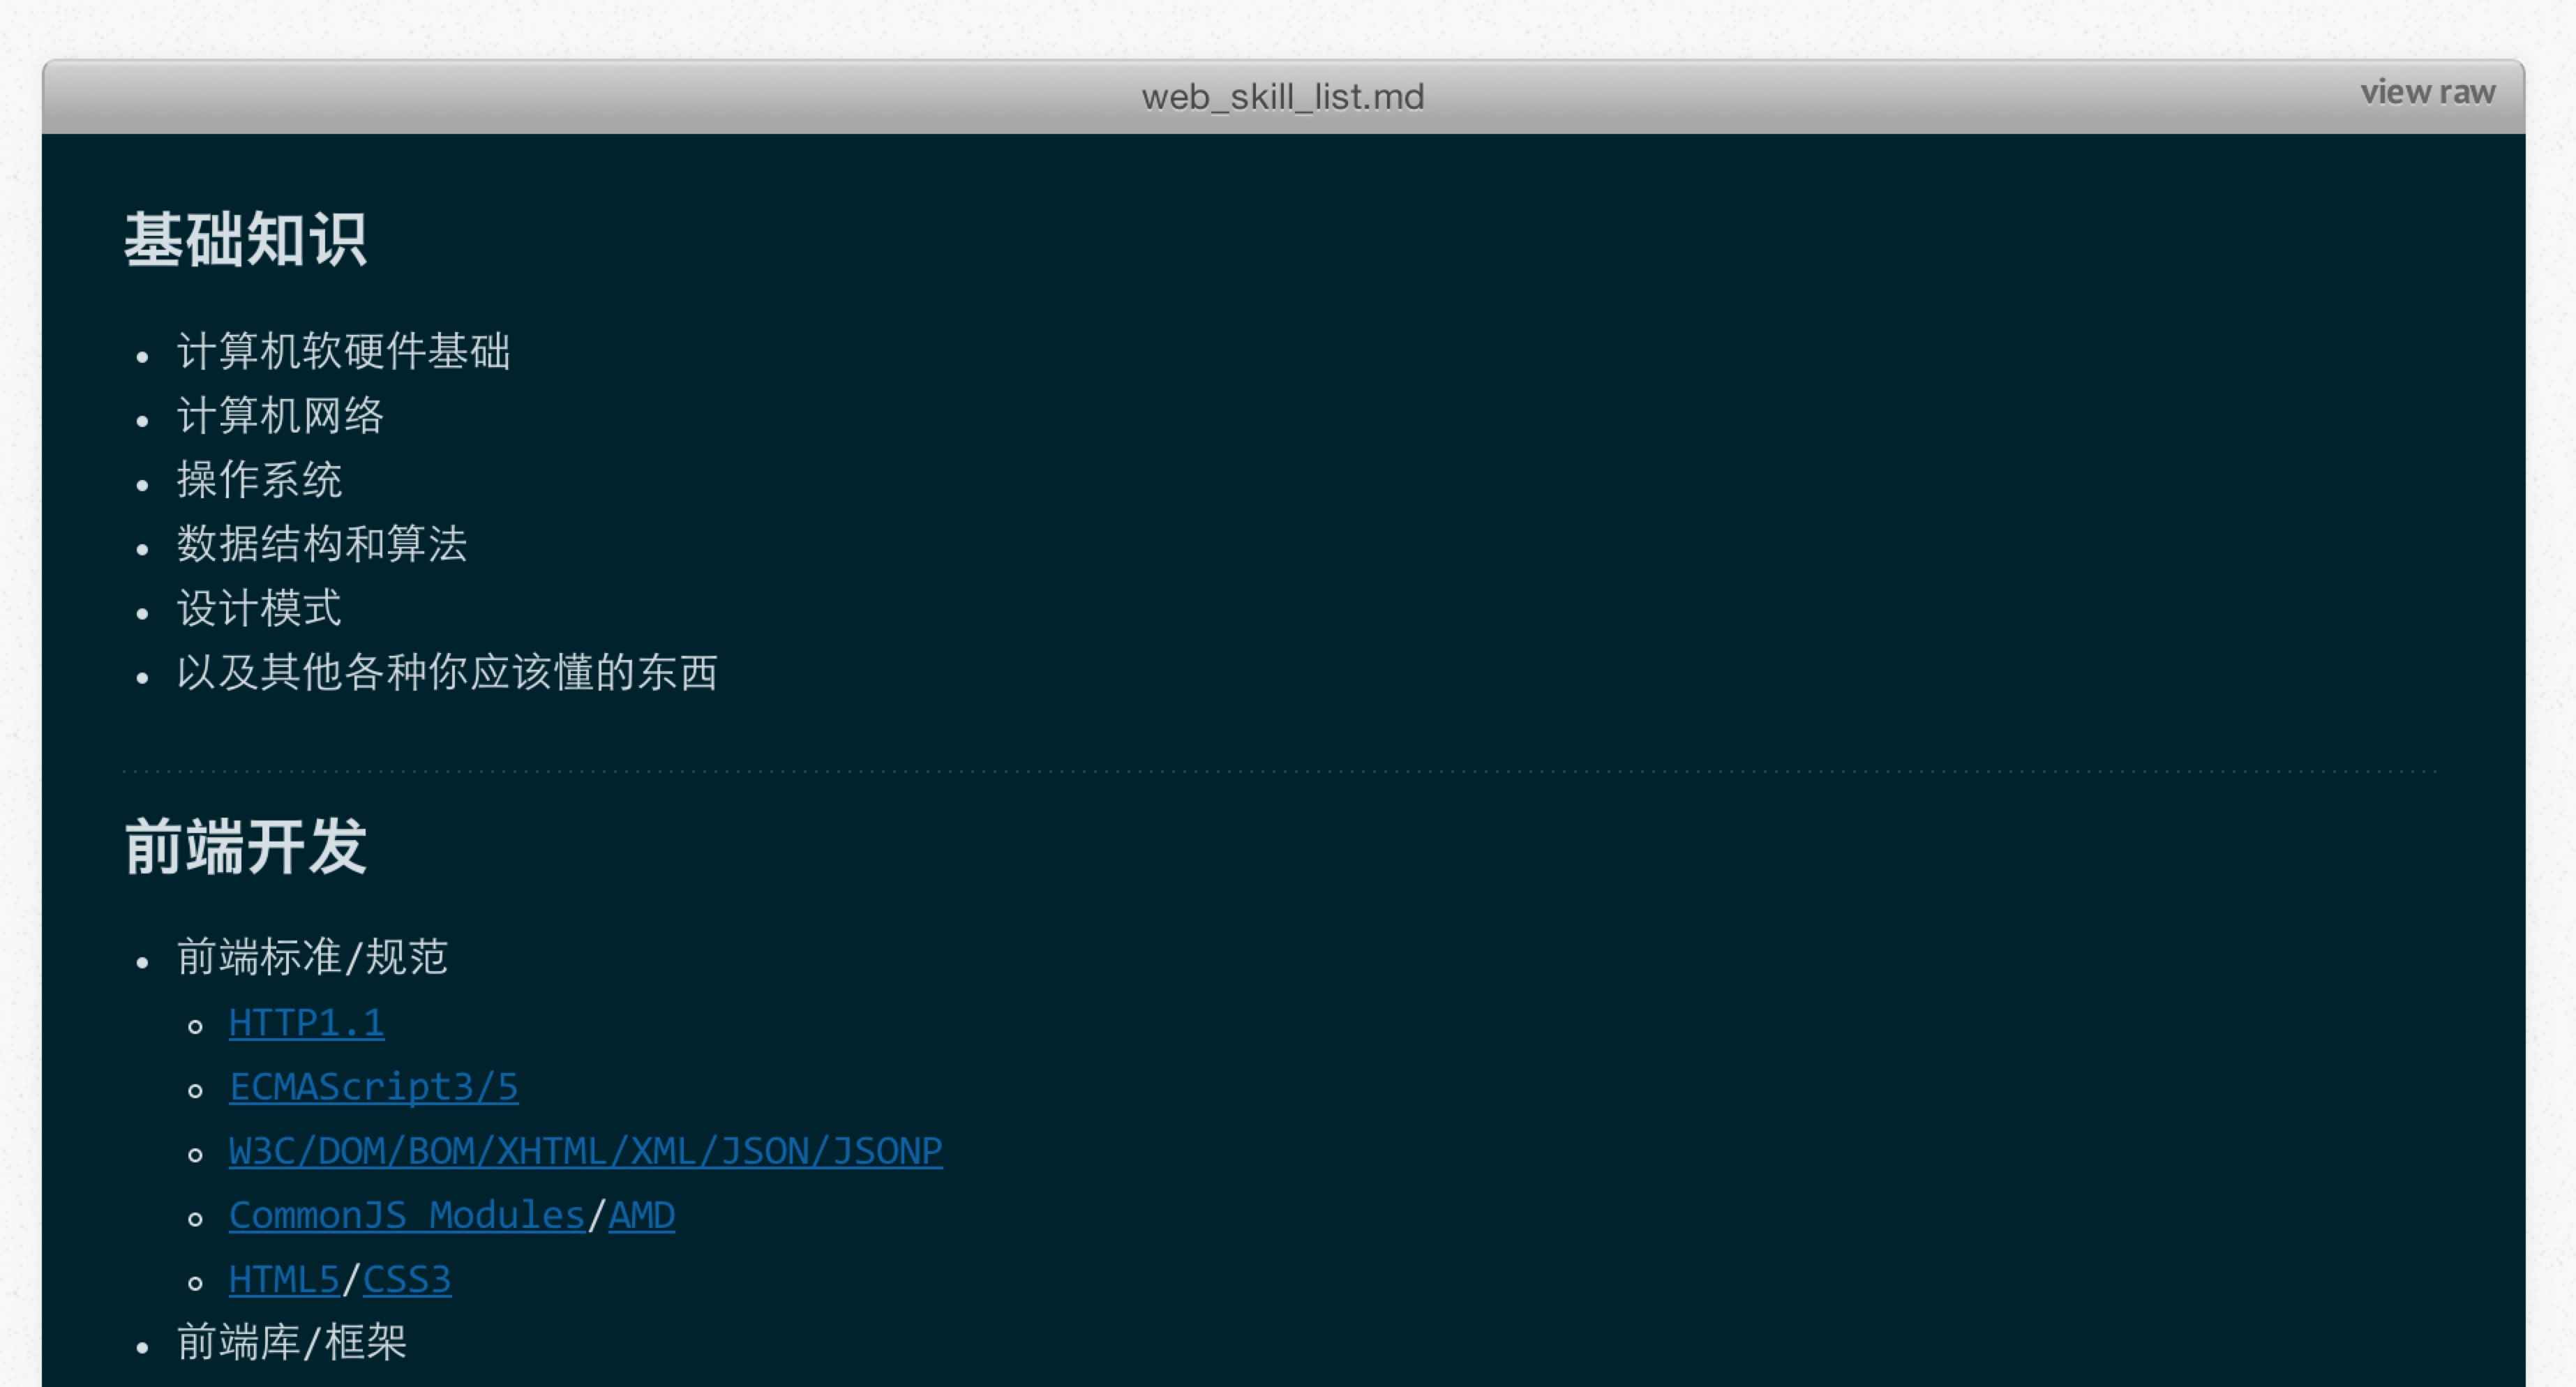 web_skill_list.md
view raw
基础知识
计算机软硬件基础
计算机网络
操作系统
数据结构和算法
设计模式
以及其他各种你应该懂的东西
前端开发
前端标准/规范
HTTP1.1
ECMAScript3/5
W3C/DOM/BOM/XHTML/XML/JSON/JSONP
CommonJS Modules/AMD
HTML5/CSS3
前端库/框架